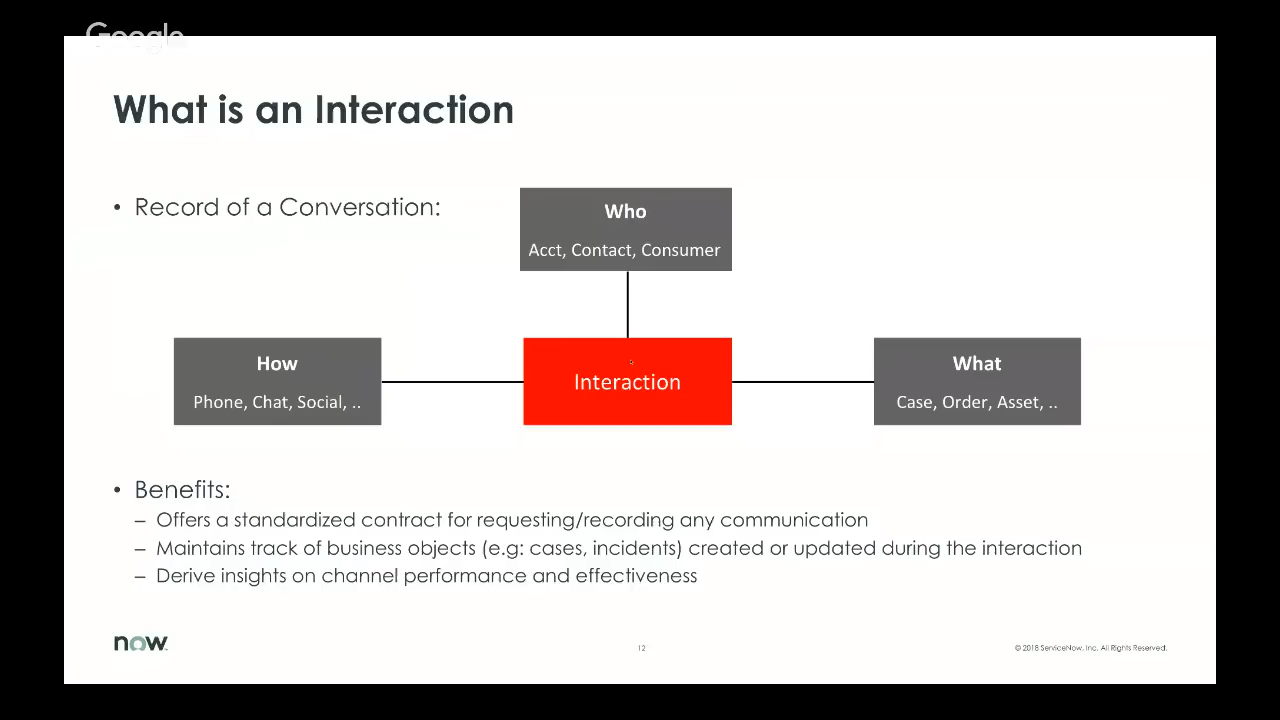 Google
What is an Interaction
• Record of a Conversation:
Who
Acct, Contact, Consumer
How
Phone, Chat, Social, ..
Interaction
What
Case, Order, Asset, ..
• Benefits:
– Offers a standardized contract for requesting/recording any communication
– Maintains track of business objects (e.g: cases, incidents) created or updated during the interaction
– Derive insights on channel performance and effectiveness
now
12
© 2018 ServiceNow, Inc. All Rights Reserved.